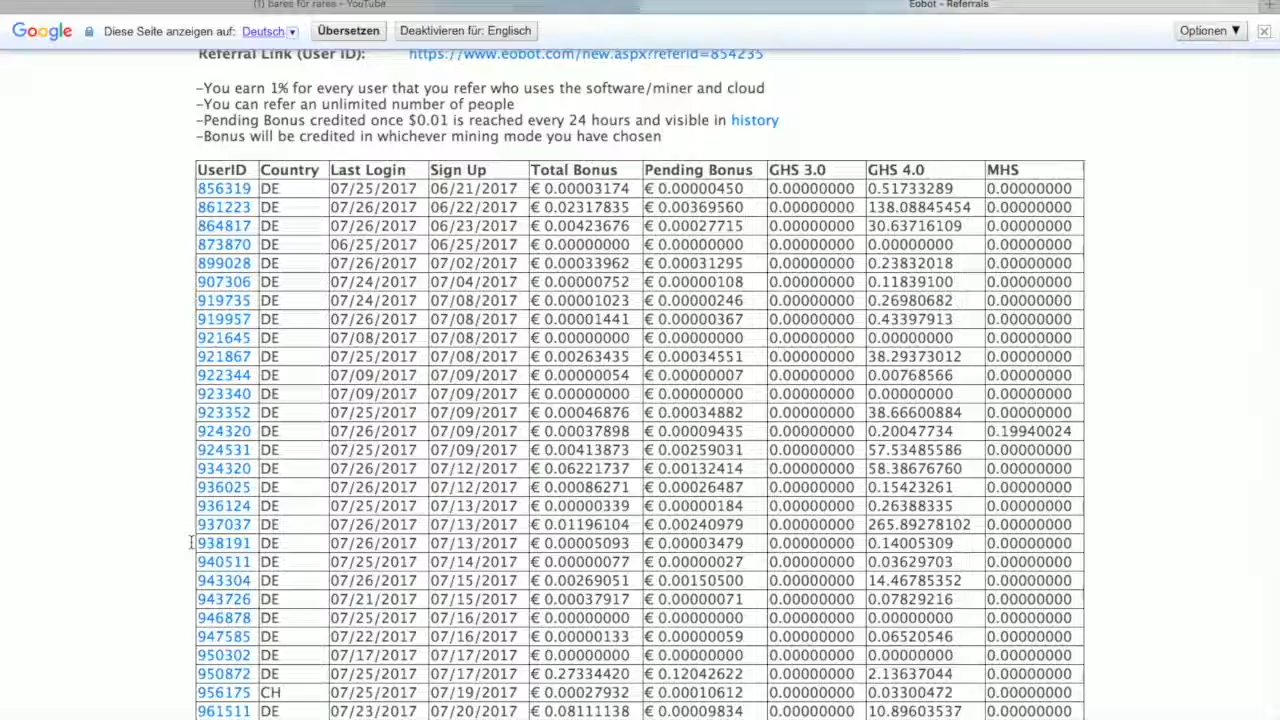 (1) bares für rares – YouTube
Eobot – Referrals
Google Diese Seite anzeigen auf: Deutsch Übersetzen Deaktivieren für: Englisch Optionen ▼
Referral Link (User ID): https://www.eobot.com/new.aspx?referid=854235
-You earn 1% for every user that you refer who uses the software/miner and cloud
-You can refer an unlimited number of people
-Pending Bonus credited once $0.01 is reached every 24 hours and visible in history
-Bonus will be credited in whichever mining mode you have chosen
UserID Country Last Login Sign Up Total Bonus Pending Bonus GHS 3.0 GHS 4.0 MHS
856319 DE 07/25/2017 06/21/2017 € 0.00003174 € 0.00000450 0.00000000 0.51733289 0.00000000
861223 DE 07/26/2017 06/22/2017 € 0.02317835 € 0.00369560 0.00000000 138.08845454 0.00000000
864817 DE 07/26/2017 06/23/2017 € 0.00423676 € 0.00027715 0.00000000 30.63716109 0.00000000
873870 DE 06/25/2017 06/25/2017 € 0.00000000 € 0.00000000 0.00000000 0.00000000 0.00000000
899028 DE 07/26/2017 07/02/2017 € 0.00033962 € 0.00031295 0.00000000 0.23832018 0.00000000
907306 DE 07/24/2017 07/04/2017 € 0.00000752 € 0.00000108 0.00000000 0.11839100 0.00000000
919735 DE 07/24/2017 07/08/2017 € 0.00001023 € 0.00000246 0.00000000 0.26980682 0.00000000
919957 DE 07/26/2017 07/08/2017 € 0.00001441 € 0.00000367 0.00000000 0.43397913 0.00000000
921645 DE 07/08/2017 07/08/2017 € 0.00000000 € 0.00000000 0.00000000 0.00000000 0.00000000
921867 DE 07/25/2017 07/08/2017 € 0.00263435 € 0.00034551 0.00000000 38.29373012 0.00000000
922344 DE 07/09/2017 07/09/2017 € 0.00000054 € 0.00000007 0.00000000 0.00768566 0.00000000
923340 DE 07/09/2017 07/09/2017 € 0.00000000 € 0.00000000 0.00000000 0.00000000 0.00000000
923352 DE 07/25/2017 07/09/2017 € 0.00046876 € 0.00034882 0.00000000 38.66600884 0.00000000
924320 DE 07/26/2017 07/09/2017 € 0.00037898 € 0.00009435 0.00000000 0.20047734 0.19940024
924531 DE 07/25/2017 07/09/2017 € 0.00413873 € 0.00259031 0.00000000 57.53485586 0.00000000
934320 DE 07/26/2017 07/12/2017 € 0.06221737 € 0.00132414 0.00000000 58.38676760 0.00000000
936025 DE 07/26/2017 07/12/2017 € 0.00086271 € 0.00026487 0.00000000 0.15423261 0.00000000
936124 DE 07/25/2017 07/13/2017 € 0.00000339 € 0.00000184 0.00000000 0.26388335 0.00000000
937037 DE 07/26/2017 07/13/2017 € 0.01196104 € 0.00240979 0.00000000 265.89278102 0.00000000
938191 DE 07/26/2017 07/13/2017 € 0.00005093 € 0.00003479 0.00000000 0.14005309 0.00000000
940511 DE 07/25/2017 07/14/2017 € 0.00000077 € 0.00000027 0.00000000 0.03629703 0.00000000
943304 DE 07/26/2017 07/15/2017 € 0.00269051 € 0.00150500 0.00000000 14.46785352 0.00000000
943726 DE 07/21/2017 07/15/2017 € 0.00037917 € 0.00000071 0.00000000 0.07829216 0.00000000
946878 DE 07/25/2017 07/16/2017 € 0.00000000 € 0.00000000 0.00000000 0.00000000 0.00000000
947585 DE 07/22/2017 07/16/2017 € 0.00000133 € 0.00000059 0.00000000 0.06520546 0.00000000
950302 DE 07/17/2017 07/17/2017 € 0.00000000 € 0.00000000 0.00000000 0.00000000 0.00000000
950872 DE 07/25/2017 07/17/2017 € 0.27334420 € 0.12042622 0.00000000 2.13637044 0.00000000
956175 CH 07/25/2017 07/19/2017 € 0.00027932 € 0.00010612 0.00000000 0.03300472 0.00000000
961511 DE 07/23/2017 07/20/2017 € 0.08111138 € 0.00009834 0.00000000 10.89603537 0.00000000